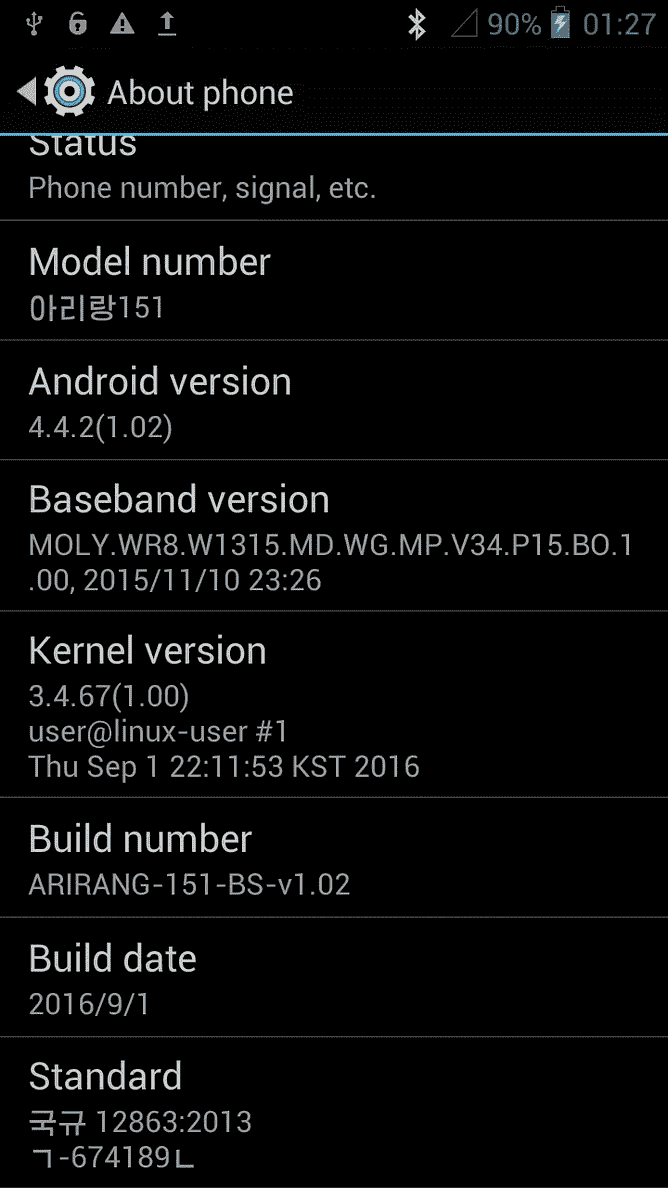 90% 01:27
About phone
Status
Phone number, signal, etc.
Model number
아리랑151
Android version
4.4.2(1.02)
Baseband version
MOLY.WR8.W1315.MD.WG.MP.V34.P15.BO.1
.00, 2015/11/10 23:26
Kernel version
3.4.67(1.00)
user@linux-user #1
Thu Sep 1 22:11:53 KST 2016
Build number
ARIRANG-151-BS-v1.02
Build date
2016/9/1
Standard
국규 12863:2013
ㄱ-674189ㄴ